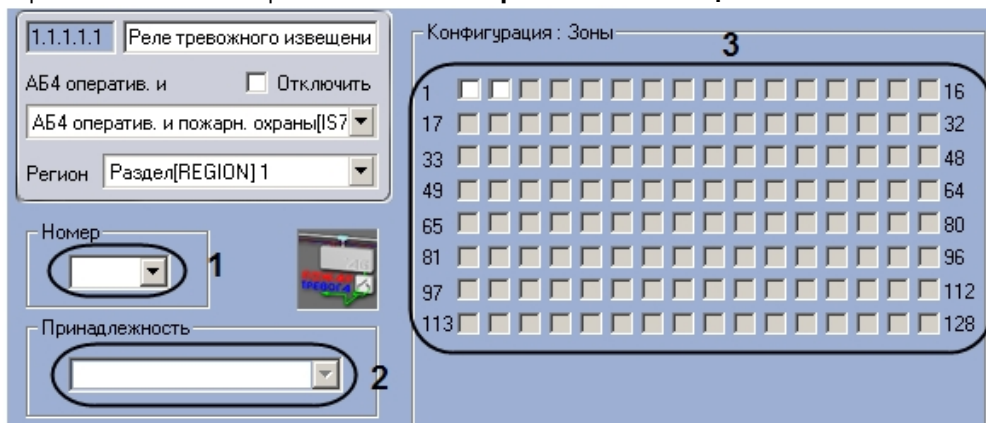 1.1.1.1.1 Реле тревожного извещени
АБ4 оператив. и Отключить
АБ4 оператив. и пожарн. охраны[IS7
Регион Раздел[REGION] 1
Номер
1
Принадлежность
2
Конфигурация : Зоны
3
1 16
17 32
33 48
49 64
65 80
81 96
97 112
113 128
ТРЕВОГА